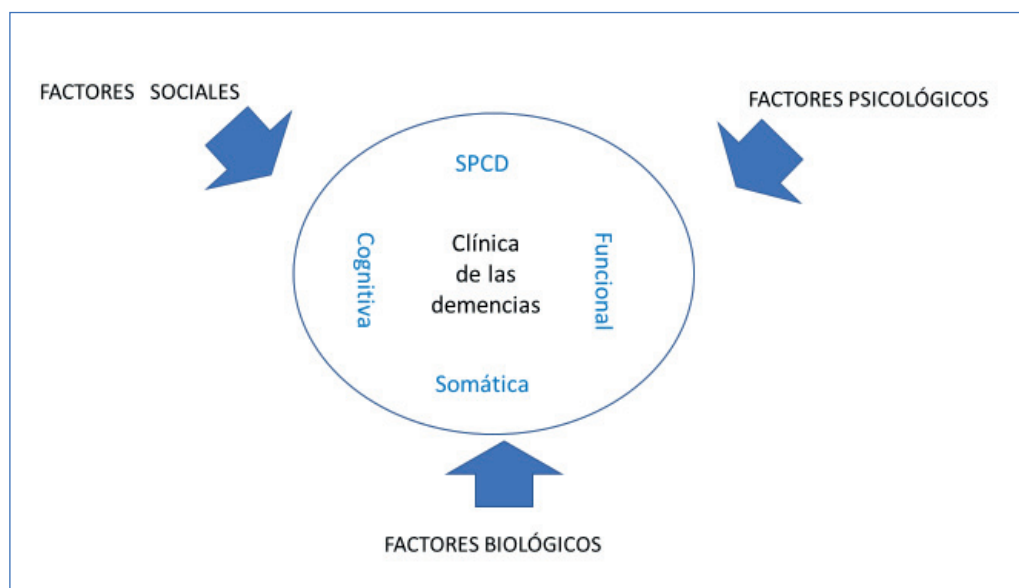 FACTORES SOCIALES
FACTORES PSICOLÓGICOS
SPCD
Cognitiva
Clínica
de las
demencias
Funcional
Somática
FACTORES BIOLÓGICOS